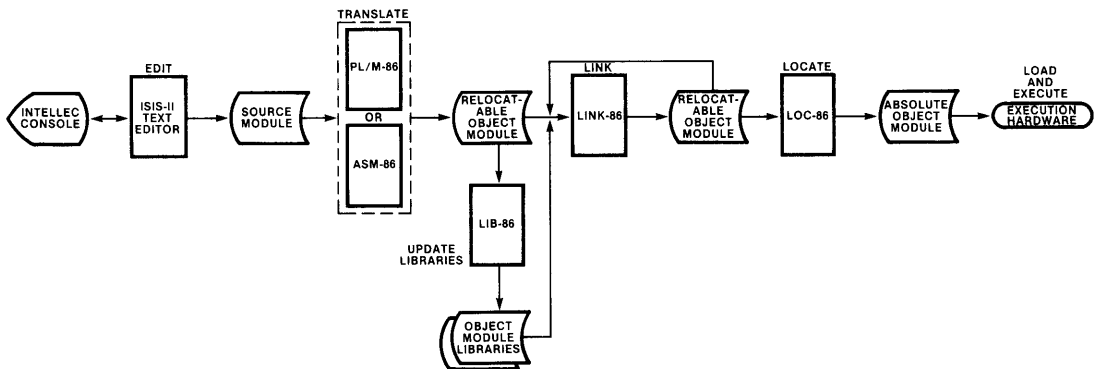 TRANSLATE
PL/M-86
OR
ASM-86
EDIT
ISIS-II
TEXT
EDITOR
INTELLEC
CONSOLE
SOURCE
MODULE
RELOCAT-
ABLE
OBJECT
MODULE
LIB-86
UPDATE
LIBRARIES
OBJECT
MODULE
LIBRARIES
LINK
LINK-86
RELOCAT-
ABLE
OBJECT
MODULE
LOCATE
LOC-86
ABSOLUTE
OBJECT
MODULE
LOAD
AND
EXECUTE
EXECUTION
HARDWARE